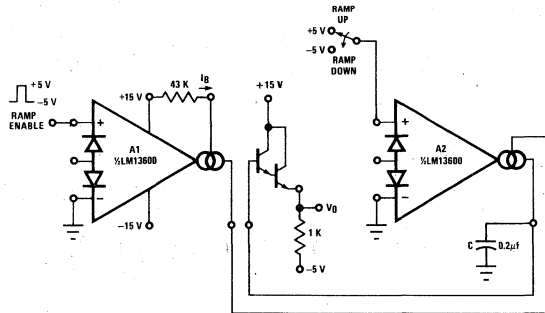 RAMP
UP
+5 V
−5 V
RAMP
DOWN
+5 V
−5 V
RAMP
ENABLE
+15 V
43 K
I_B
+
A1
½LM13600
−
−15 V
+15 V
V_O
1 K
−5 V
+
A2
½LM13600
−
C
0.2μf